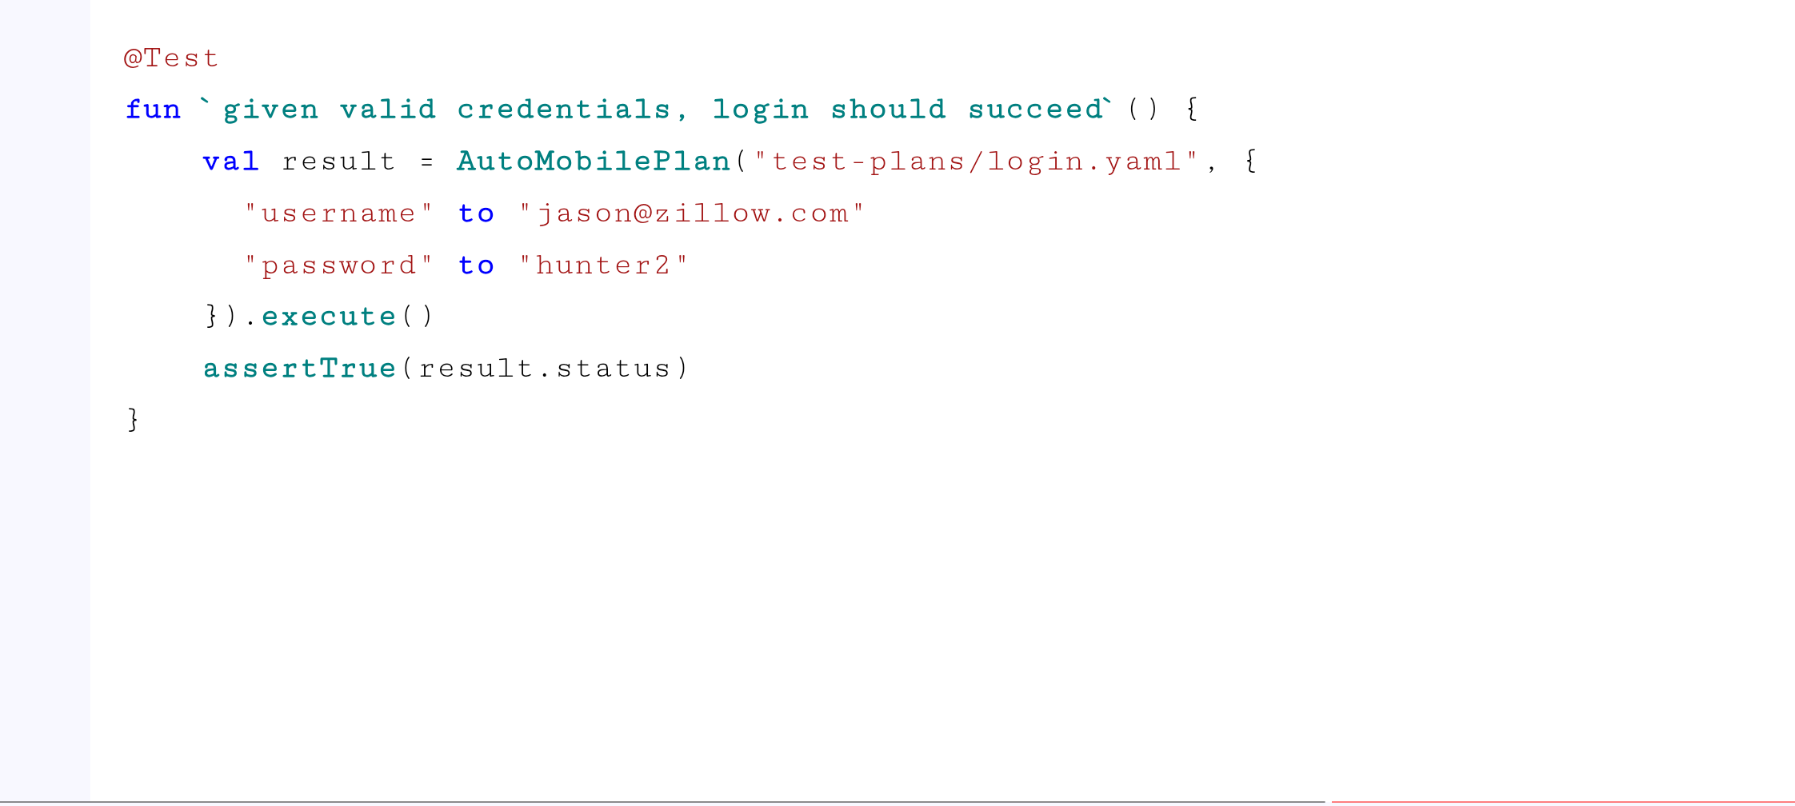 @Test
fun `given valid credentials, login should succeed`() {
    val result = AutoMobilePlan("test-plans/login.yaml", {
      "username" to "jason@zillow.com"
      "password" to "hunter2"
    }).execute()
    assertTrue(result.status)
}